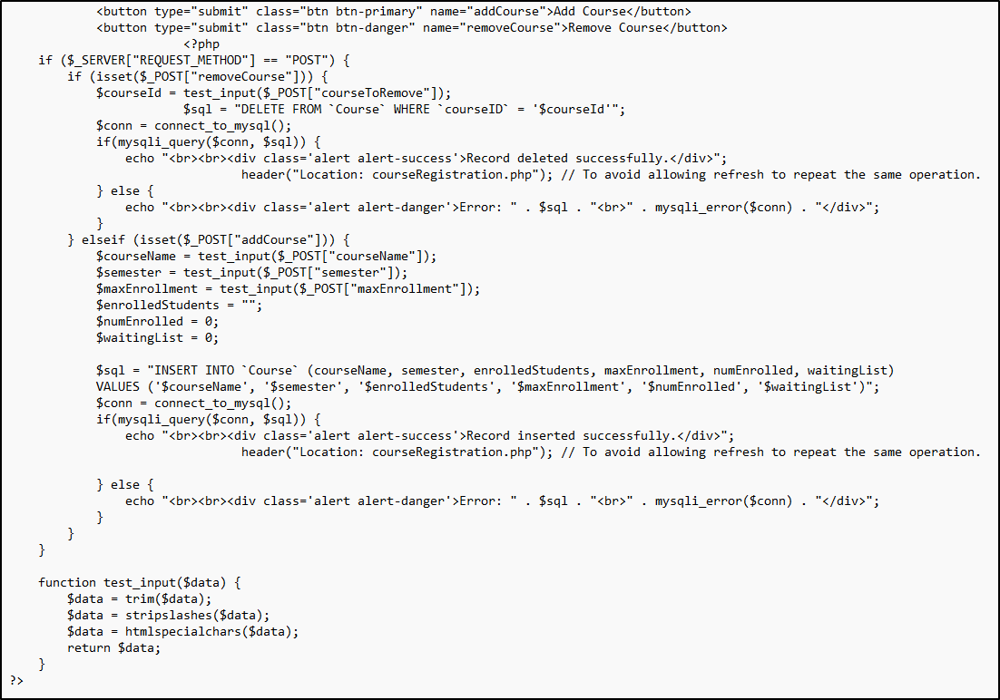 <button type="submit" class="btn btn-primary" name="addCourse">Add Course</button>
            <button type="submit" class="btn btn-danger" name="removeCourse">Remove Course</button>
                        <?php
    if ($_SERVER["REQUEST_METHOD"] == "POST") {
        if (isset($_POST["removeCourse"])) {
            $courseId = test_input($_POST["courseToRemove"]);
                        $sql = "DELETE FROM `Course` WHERE `courseID` = '$courseId'";
            $conn = connect_to_mysql();
            if(mysqli_query($conn, $sql)) {
                echo "<br><br><div class='alert alert-success'>Record deleted successfully.</div>";
                                header("Location: courseRegistration.php"); // To avoid allowing refresh to repeat the same operation.
            } else {
                echo "<br><br><div class='alert alert-danger'>Error: " . $sql . "<br>" . mysqli_error($conn) . "</div>";
            }
        } elseif (isset($_POST["addCourse"])) {
            $courseName = test_input($_POST["courseName"]);
            $semester = test_input($_POST["semester"]);
            $maxEnrollment = test_input($_POST["maxEnrollment"]);
            $enrolledStudents = "";
            $numEnrolled = 0;
            $waitingList = 0;

            $sql = "INSERT INTO `Course` (courseName, semester, enrolledStudents, maxEnrollment, numEnrolled, waitingList)
            VALUES ('$courseName', '$semester', '$enrolledStudents', '$maxEnrollment', '$numEnrolled', '$waitingList')";
            $conn = connect_to_mysql();
            if(mysqli_query($conn, $sql)) {
                echo "<br><br><div class='alert alert-success'>Record inserted successfully.</div>";
                                header("Location: courseRegistration.php"); // To avoid allowing refresh to repeat the same operation.

            } else {
                echo "<br><br><div class='alert alert-danger'>Error: " . $sql . "<br>" . mysqli_error($conn) . "</div>";
            }
        }
    }

    function test_input($data) {
        $data = trim($data);
        $data = stripslashes($data);
        $data = htmlspecialchars($data);
        return $data;
    }
?>